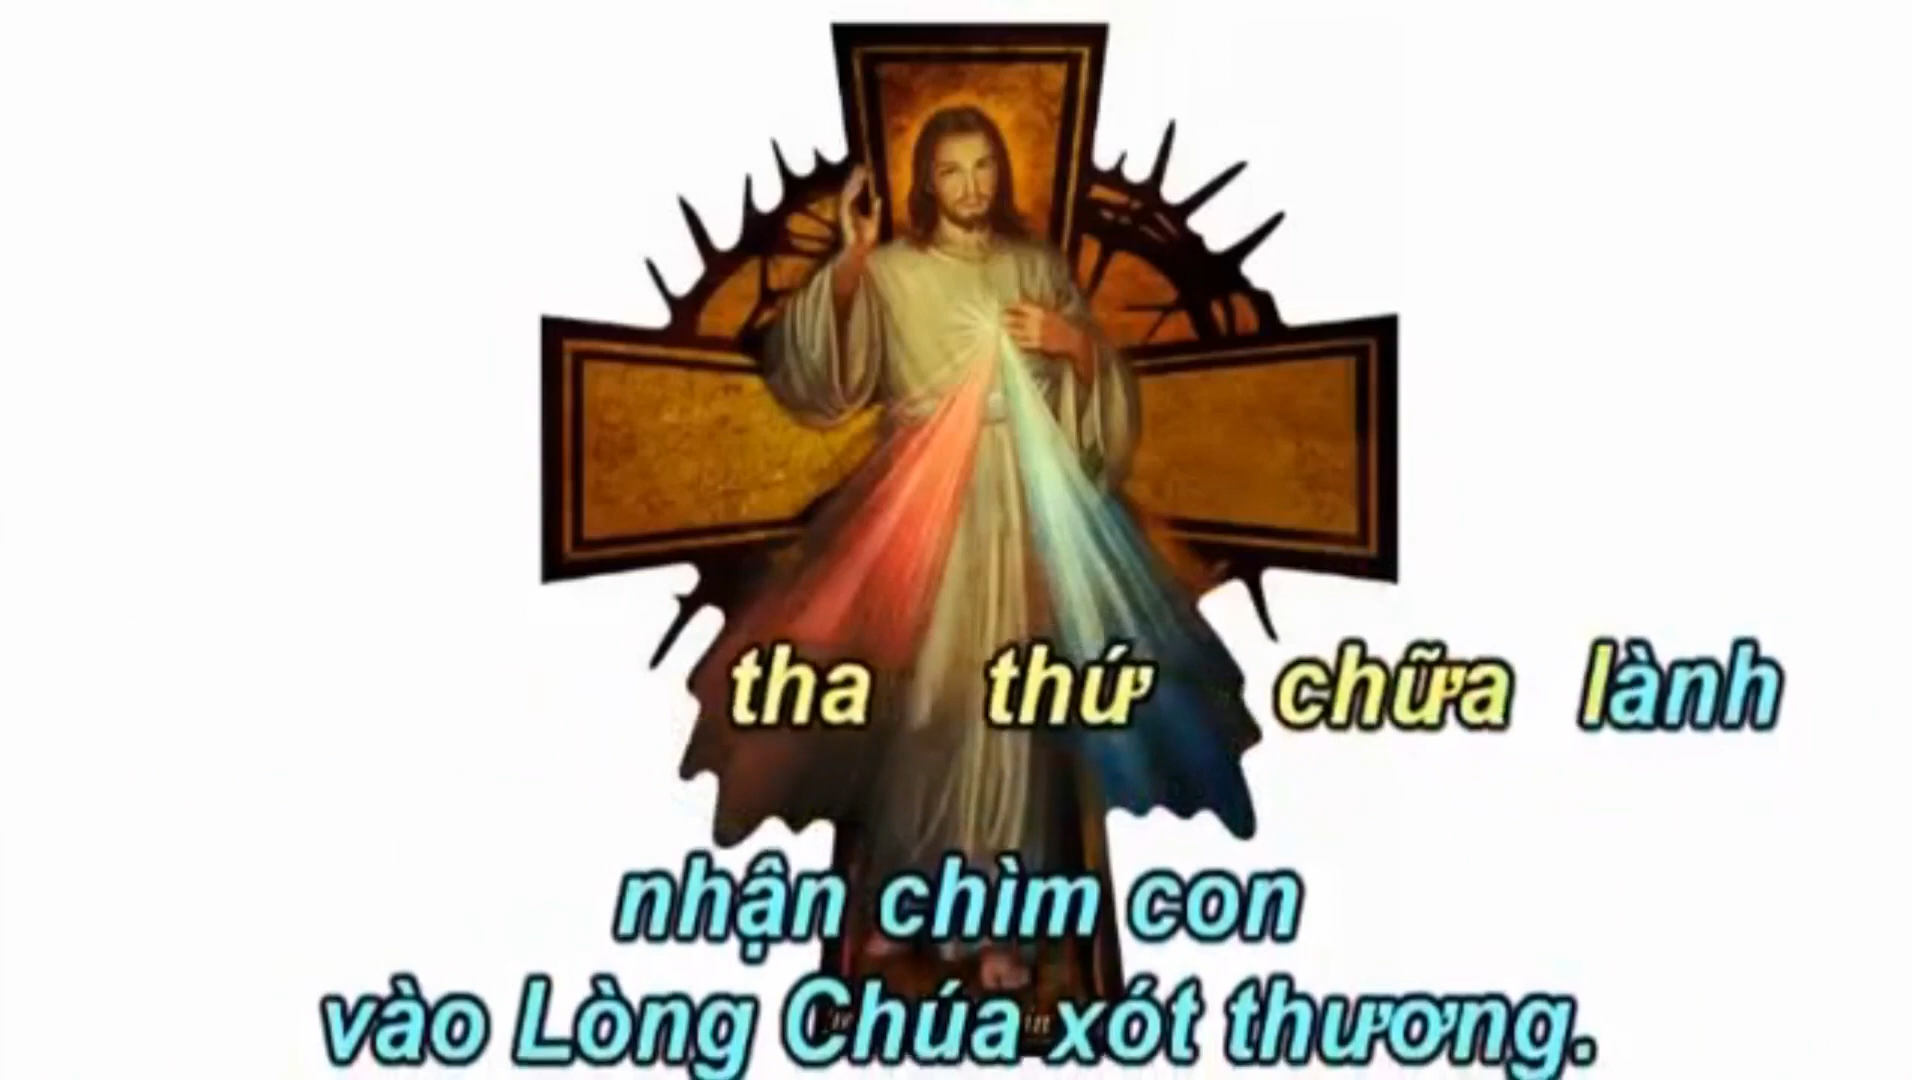 tha thứ chữa lành
nhận chìm con
vào Lòng Chúa xót thương.